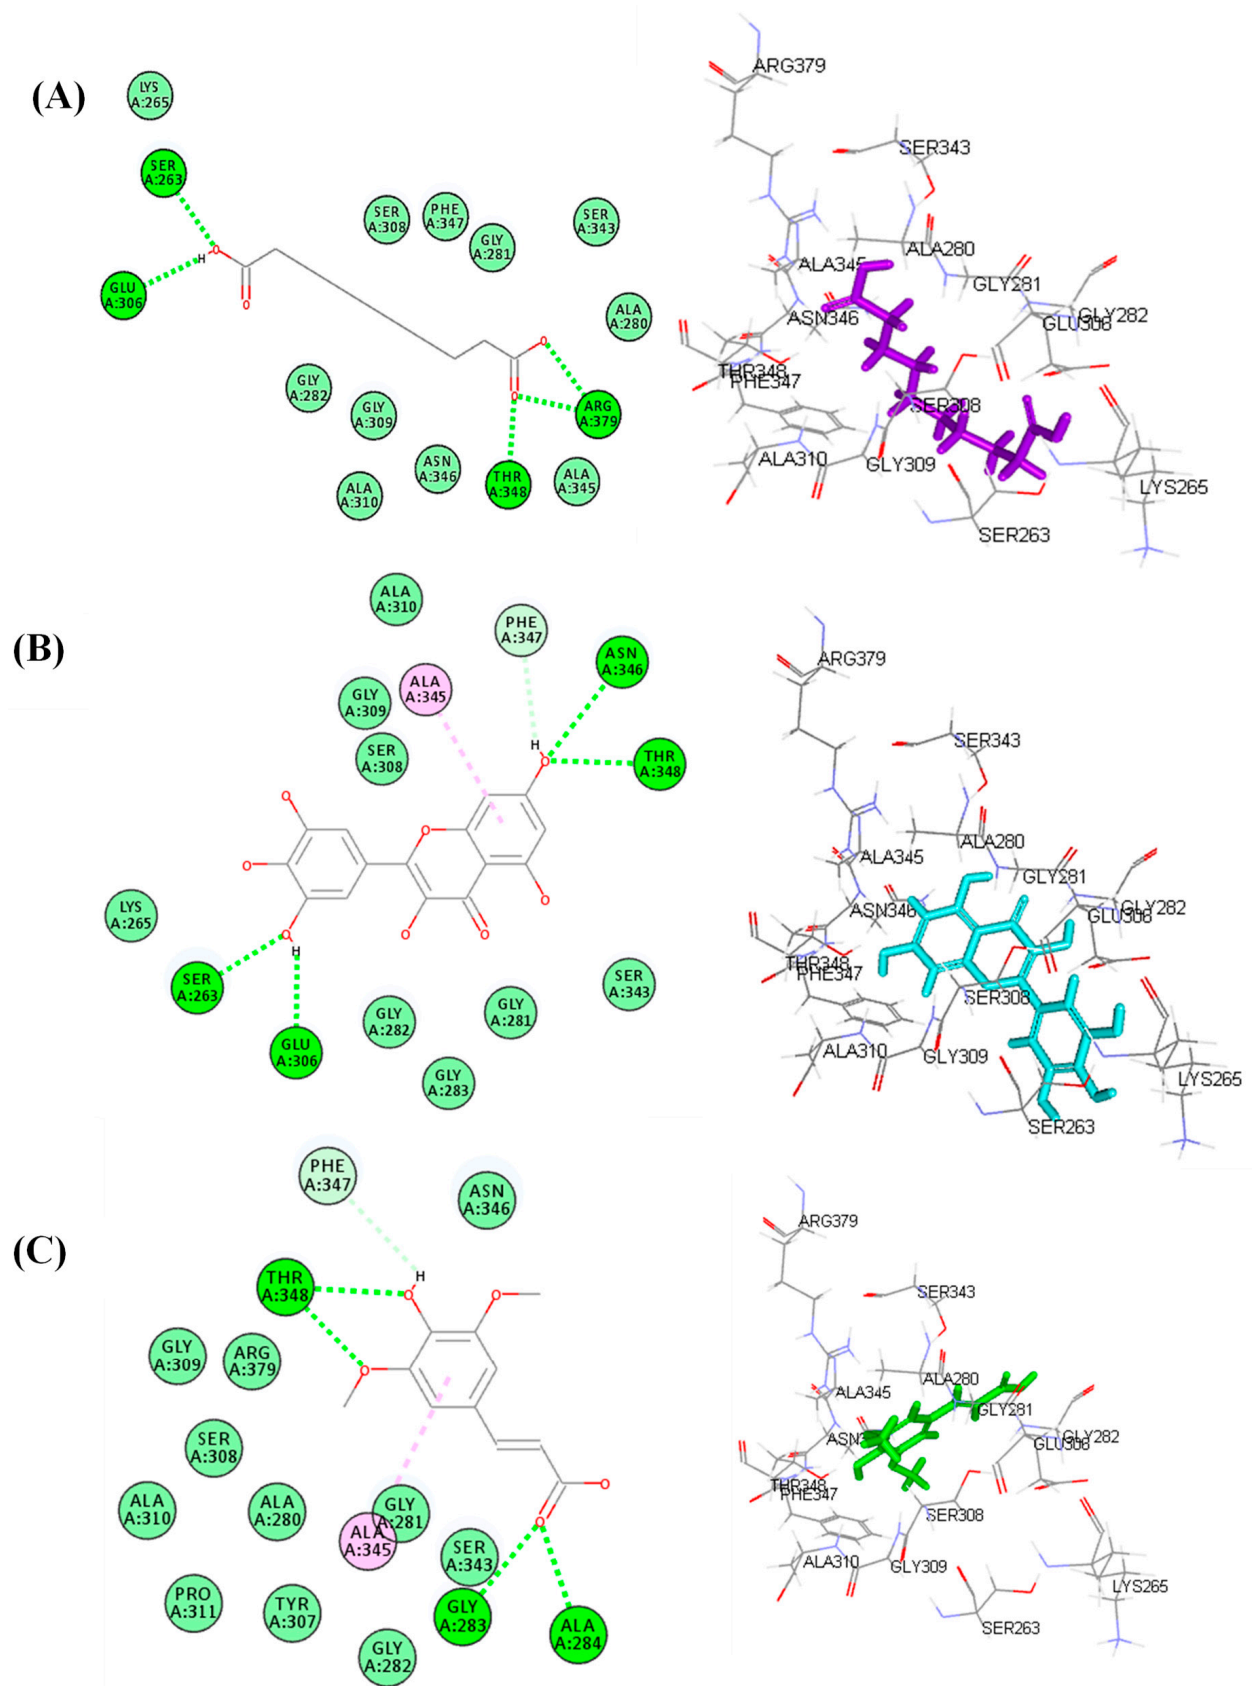 (A)
LYS
A:265
SER
A:263
GLU
A:306
SER
A:308
PHE
A:347
GLY
A:281
SER
A:343
ALA
A:280
GLY
A:282
GLY
A:309
ALA
A:310
ASN
A:346
THR
A:348
ALA
A:345
ARG
A:379
H
O
O
O
O
ARG379
SER343
ALA280
ALA345
GLY281
ASN346
GLY282
GLU306
THR348
PHE347
SER308
ALA310
GLY309
LYS265
SER263
(B)
ALA
A:310
PHE
A:347
ASN
A:346
ALA
A:345
GLY
A:309
SER
A:308
THR
A:348
LYS
A:265
SER
A:263
GLU
A:306
GLY
A:282
GLY
A:281
GLY
A:283
SER
A:343
H
O
O
O
O
O
O
O
O
H
ARG379
SER343
ALA280
ALA345
GLY281
ASN346
GLY282
GLU306
THR348
PHE347
SER308
ALA310
GLY309
LYS265
SER263
(C)
PHE
A:347
ASN
A:346
THR
A:348
GLY
A:309
ARG
A:379
SER
A:308
ALA
A:310
ALA
A:280
GLY
A:281
ALA
A:345
SER
A:343
PRO
A:311
TYR
A:307
GLY
A:283
ALA
A:284
GLY
A:282
H
O
O
O
O
O
ARG379
SER343
ALA280
ALA345
GLY281
GLY282
GLU306
THR348
PHE347
SER308
ALA310
GLY309
LYS265
SER263